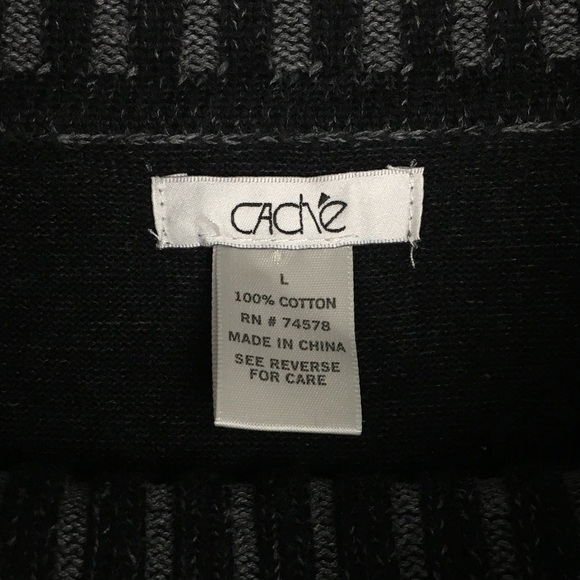 CAChé
L
100% COTTON
RN # 74578
MADE IN CHINA
SEE REVERSE
FOR CARE